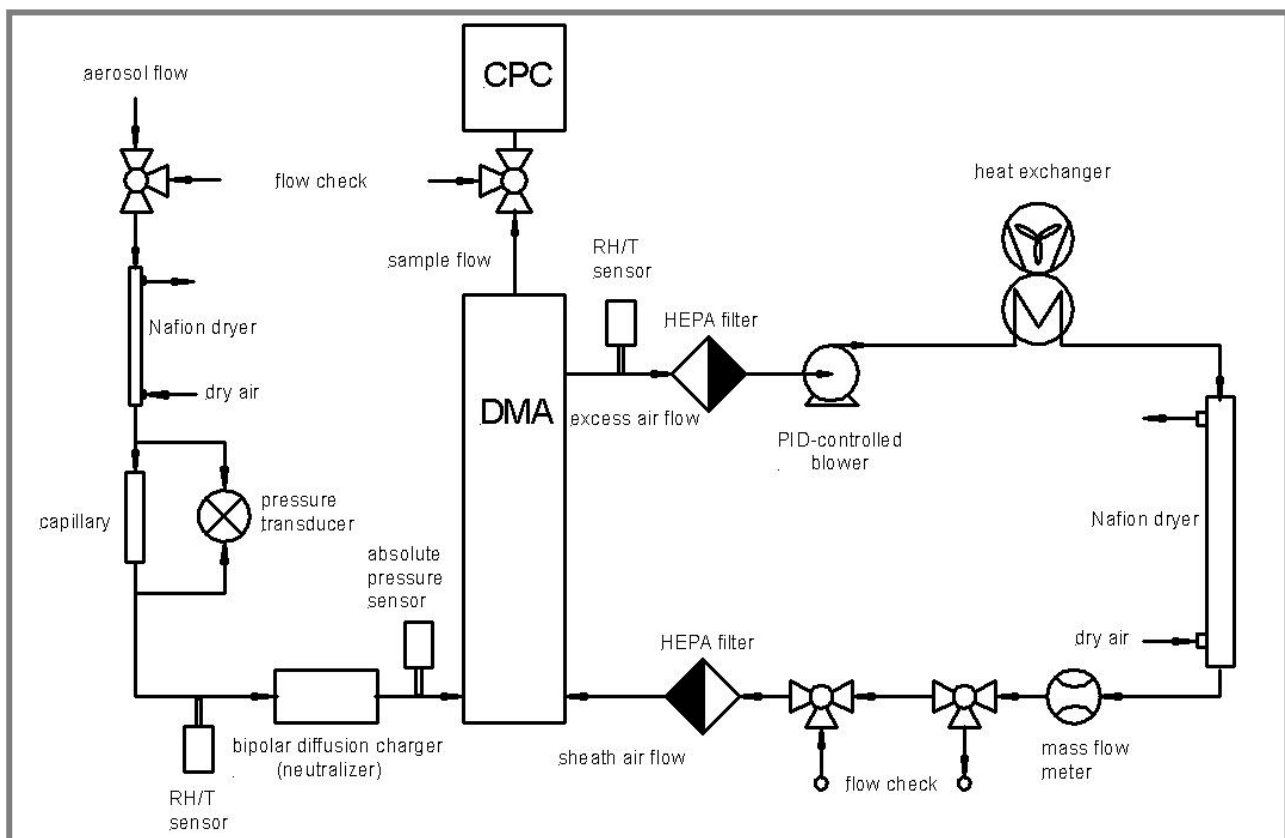 aerosol flow
CPC
flow check
heat exchanger
sample flow
RH/T
sensor
HEPA filter
Nafion dryer
dry air
DMA
excess air flow
PID-controlled
blower
capillary
pressure
transducer
Nafion dryer
absolute
pressure
sensor
HEPA filter
dry air
bipolar diffusion charger
(neutralizer)
sheath air flow
mass flow
meter
flow check
RH/T
sensor